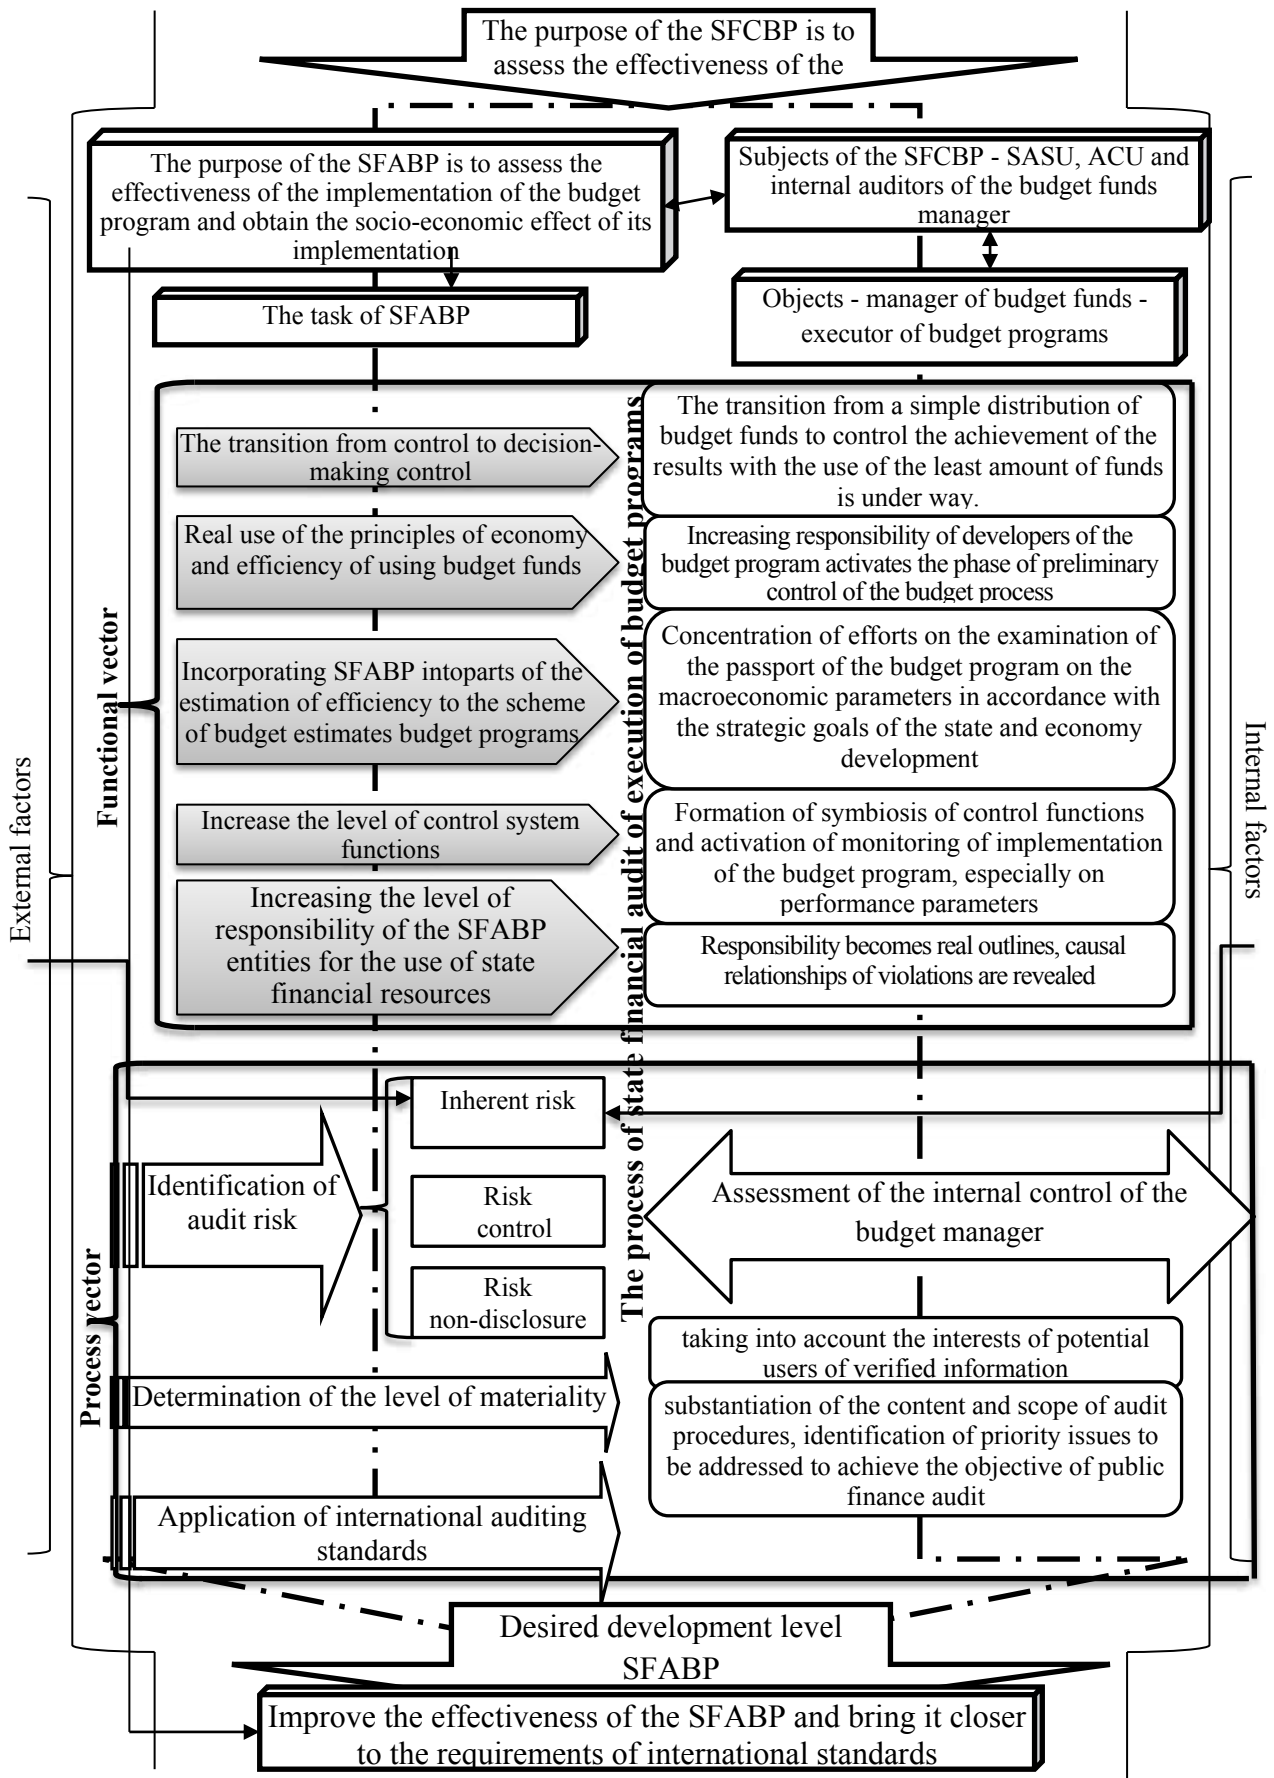 The purpose of the SFCBP is to
assess the effectiveness of the
The purpose of the SFABP is to assess the
effectiveness of the implementation of the budget
program and obtain the socio-economic effect of its
implementation
Subjects of the SFCBP - SASU, ACU and
internal auditors of the budget funds
manager
The task of SFABP
Objects - manager of budget funds -
executor of budget programs
External factors
Functional vector
The transition from control to decision-
making control
Real use of the principles of economy
and efficiency of using budget funds
Incorporating SFABP intoparts of the
estimation of efficiency to the scheme
of budget estimates budget programs
Increase the level of control system
functions
Increasing the level of
responsibility of the SFABP
entities for the use of state
financial resources
The process of state financial audit of execution of budget programs
The transition from a simple distribution of
budget funds to control the achievement of the
results with the use of the least amount of funds
is under way.
Increasing responsibility of developers of the
budget program activates the phase of preliminary
control of the budget process
Concentration of efforts on the examination of
the passport of the budget program on the
macroeconomic parameters in accordance with
the strategic goals of the state and economy
development
Formation of symbiosis of control functions
and activation of monitoring of implementation
of the budget program, especially on
performance parameters
Responsibility becomes real outlines, causal
relationships of violations are revealed
Internal factors
Process vector
Identification of
audit risk
Inherent risk
Risk
control
Risk
non-disclosure
Assessment of the internal control of the
budget manager
Determination of the level of materiality
taking into account the interests of potential
users of verified information
substantiation of the content and scope of audit
procedures, identification of priority issues to
be addressed to achieve the objective of public
finance audit
Application of international auditing
standards
Desired development level
SFABP
Improve the effectiveness of the SFABP and bring it closer
to the requirements of international standards